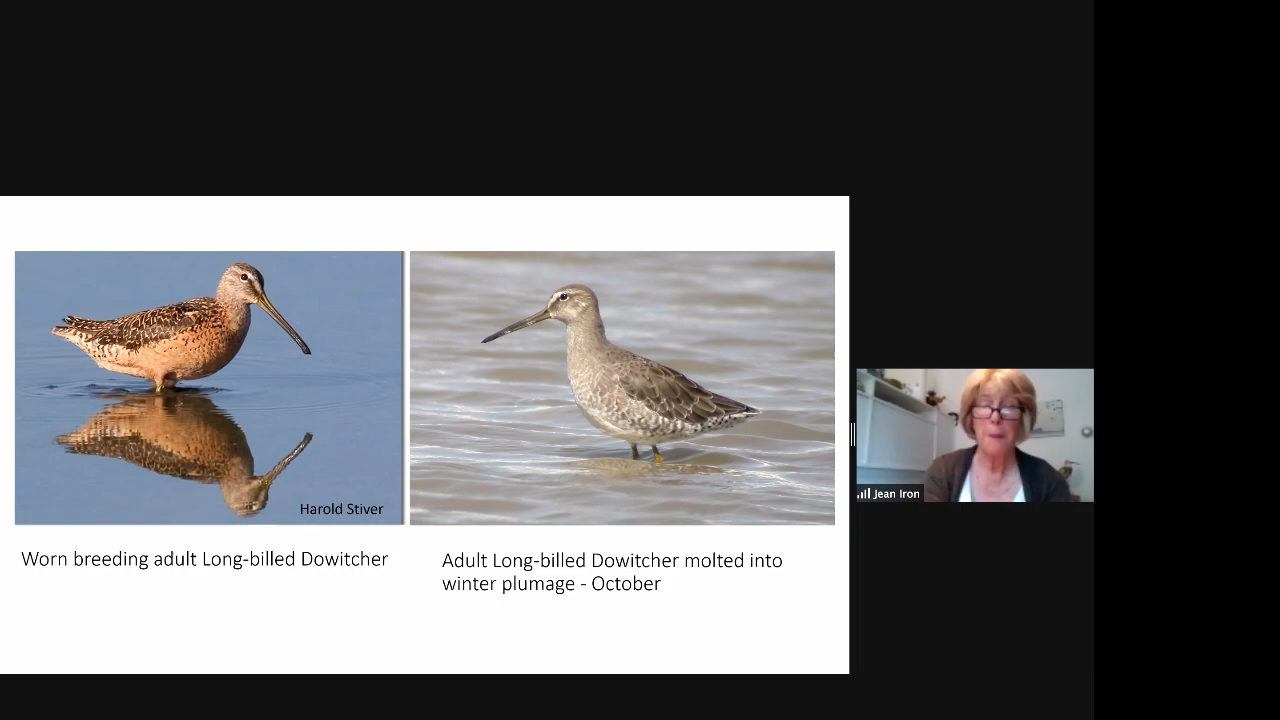 Harold Stiver
Worn breeding adult Long-billed Dowitcher
Adult Long-billed Dowitcher molted into
winter plumage - October
Jean Iron